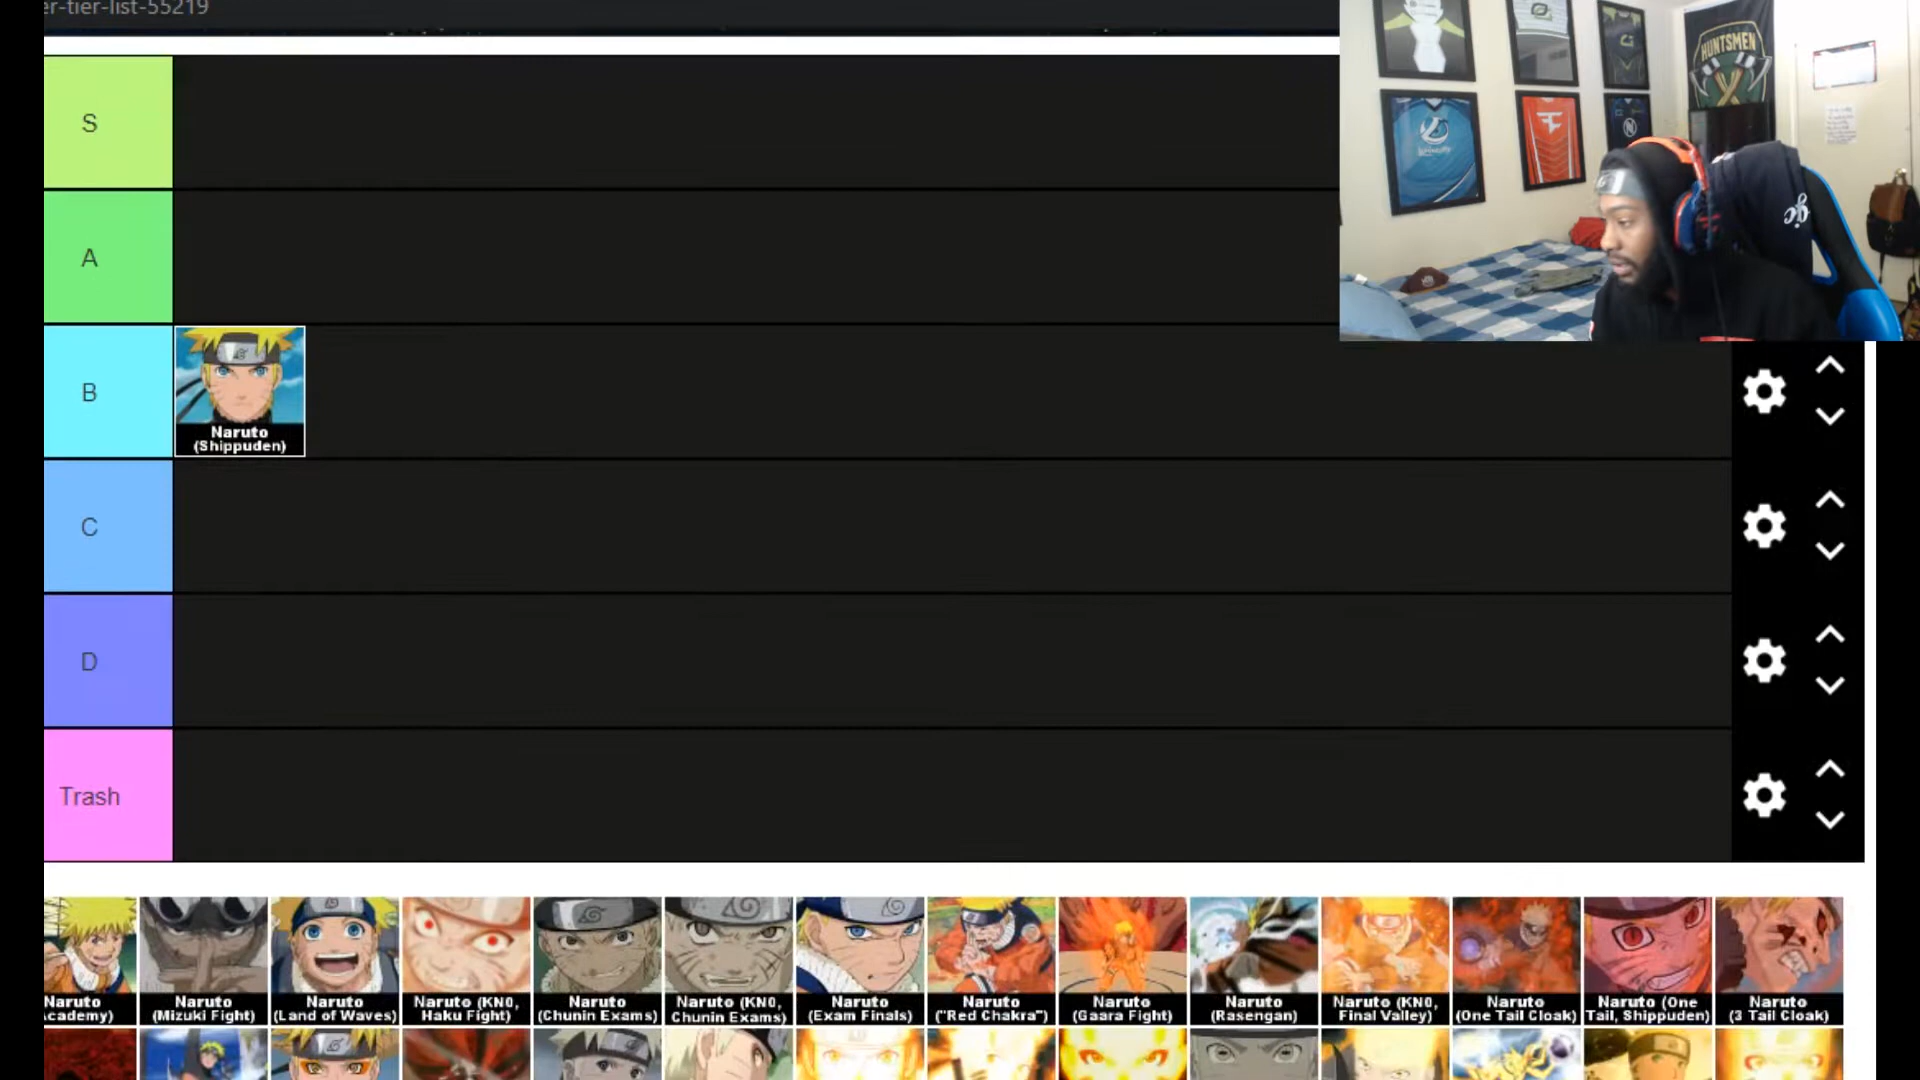 er-tier-list-55219
HUNTSMEN
S
A
B
Naruto
(Shippuden)
C
D
Trash
Naruto
Academy)
Naruto
(Mizuki Fight)
Naruto
(Land of Waves)
Naruto (KN0,
Haku Fight)
Naruto
(Chunin Exams)
Naruto (KN0,
Chunin Exams)
Naruto
(Exam Finals)
Naruto
("Red Chakra")
Naruto
(Gaara Fight)
Naruto
(Rasengan)
Naruto (KN0,
Final Valley)
Naruto
(One Tail Cloak)
Naruto (One
Tail, Shippuden)
Naruto
(3 Tail Cloak)